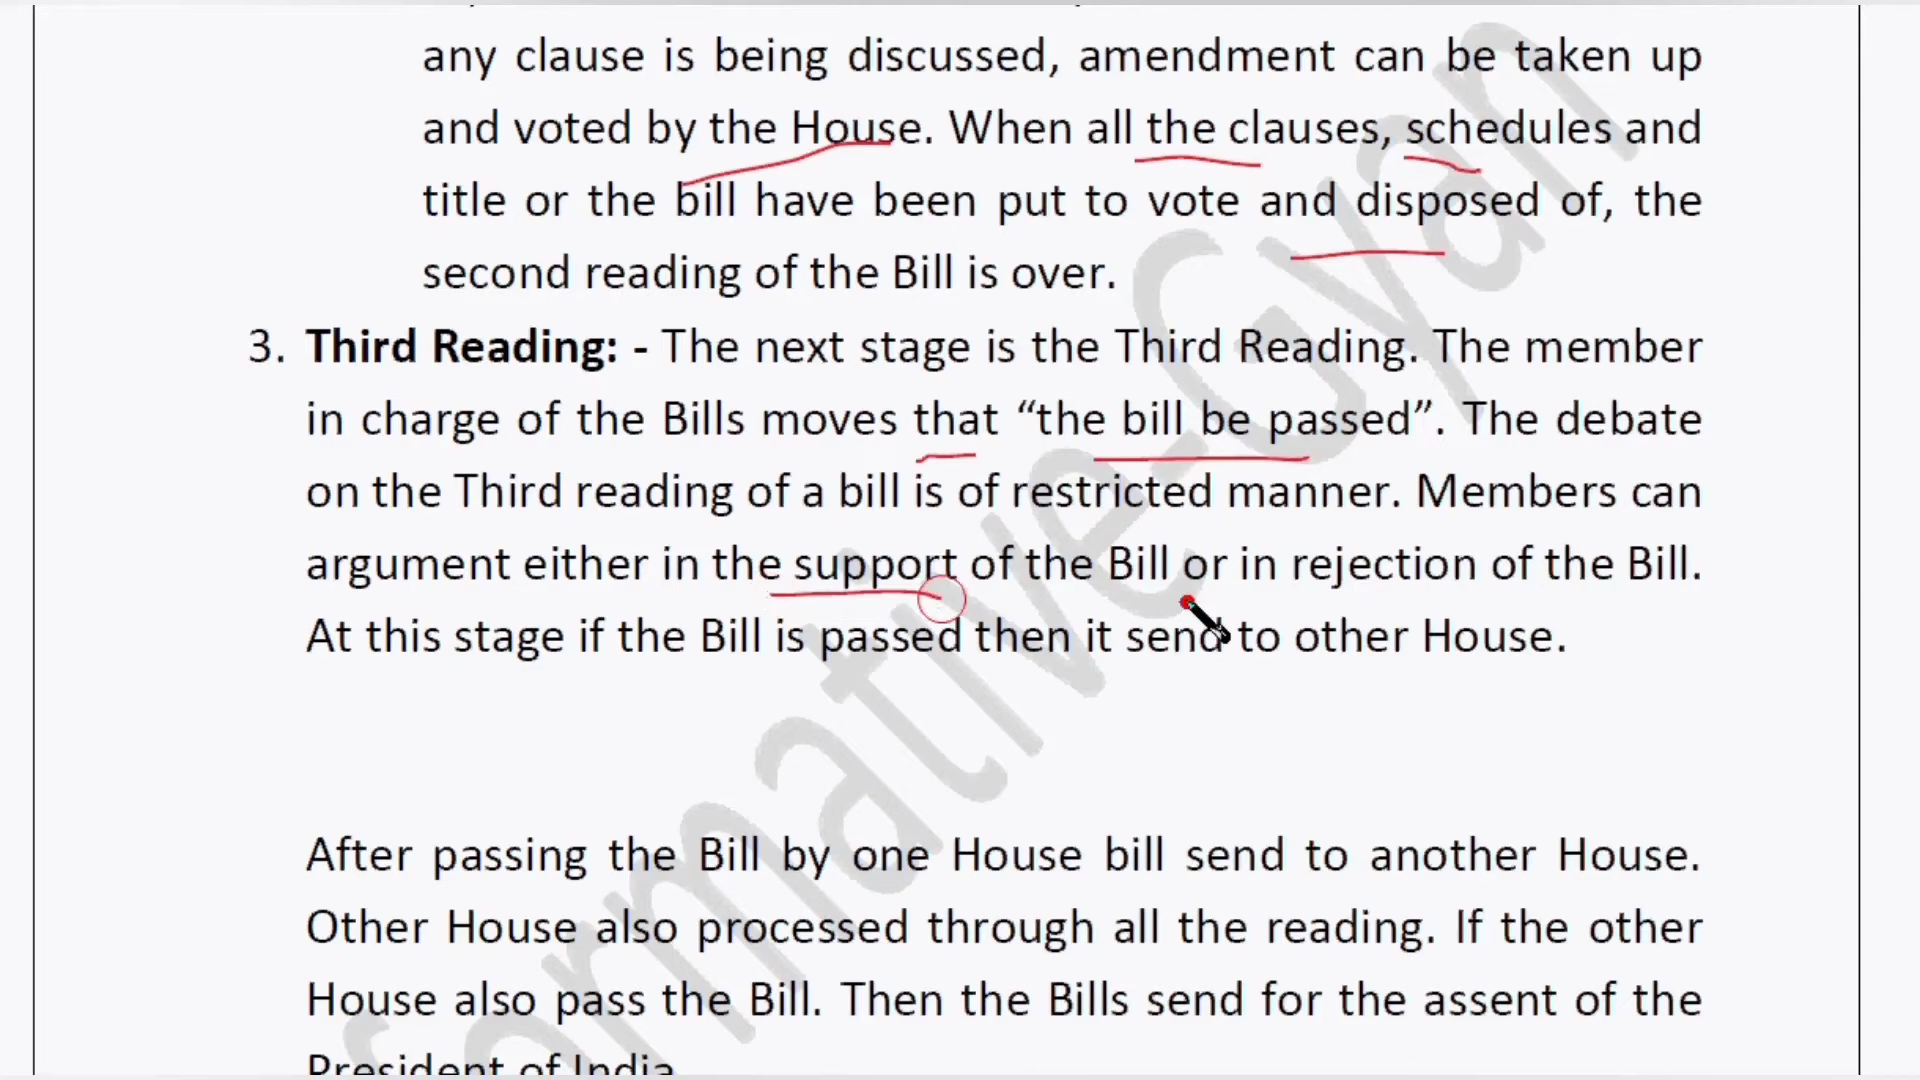 any clause is being discussed, amendment can be taken up
and voted by the House. When all the clauses, schedules and
title or the bill have been put to vote and disposed of, the
second reading of the Bill is over.
3. Third Reading: - The next stage is the Third Reading. The member
in charge of the Bills moves that “the bill be passed”. The debate
on the Third reading of a bill is of restricted manner. Members can
argument either in the support of the Bill or in rejection of the Bill.
At this stage if the Bill is passed then it send to other House.
After passing the Bill by one House bill send to another House.
Other House also processed through all the reading. If the other
House also pass the Bill. Then the Bills send for the assent of the
President of India
formative-Gyan